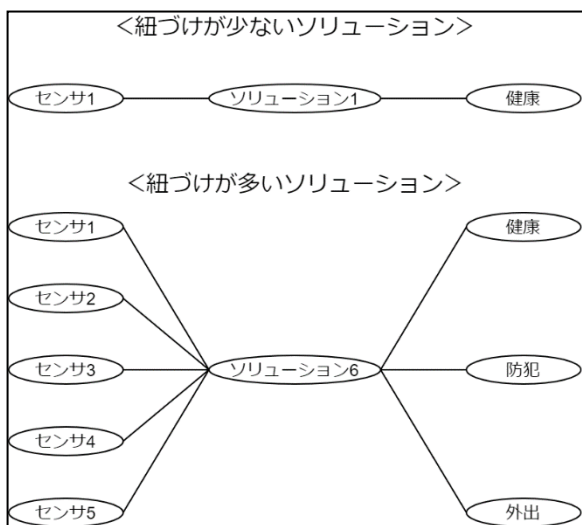 <紐づけが少ないソリューション>
センサ1
ソリューション1
健康
<紐づけが多いソリューション>
センサ1
健康
センサ2
センサ3
ソリューション6
防犯
センサ4
センサ5
外出